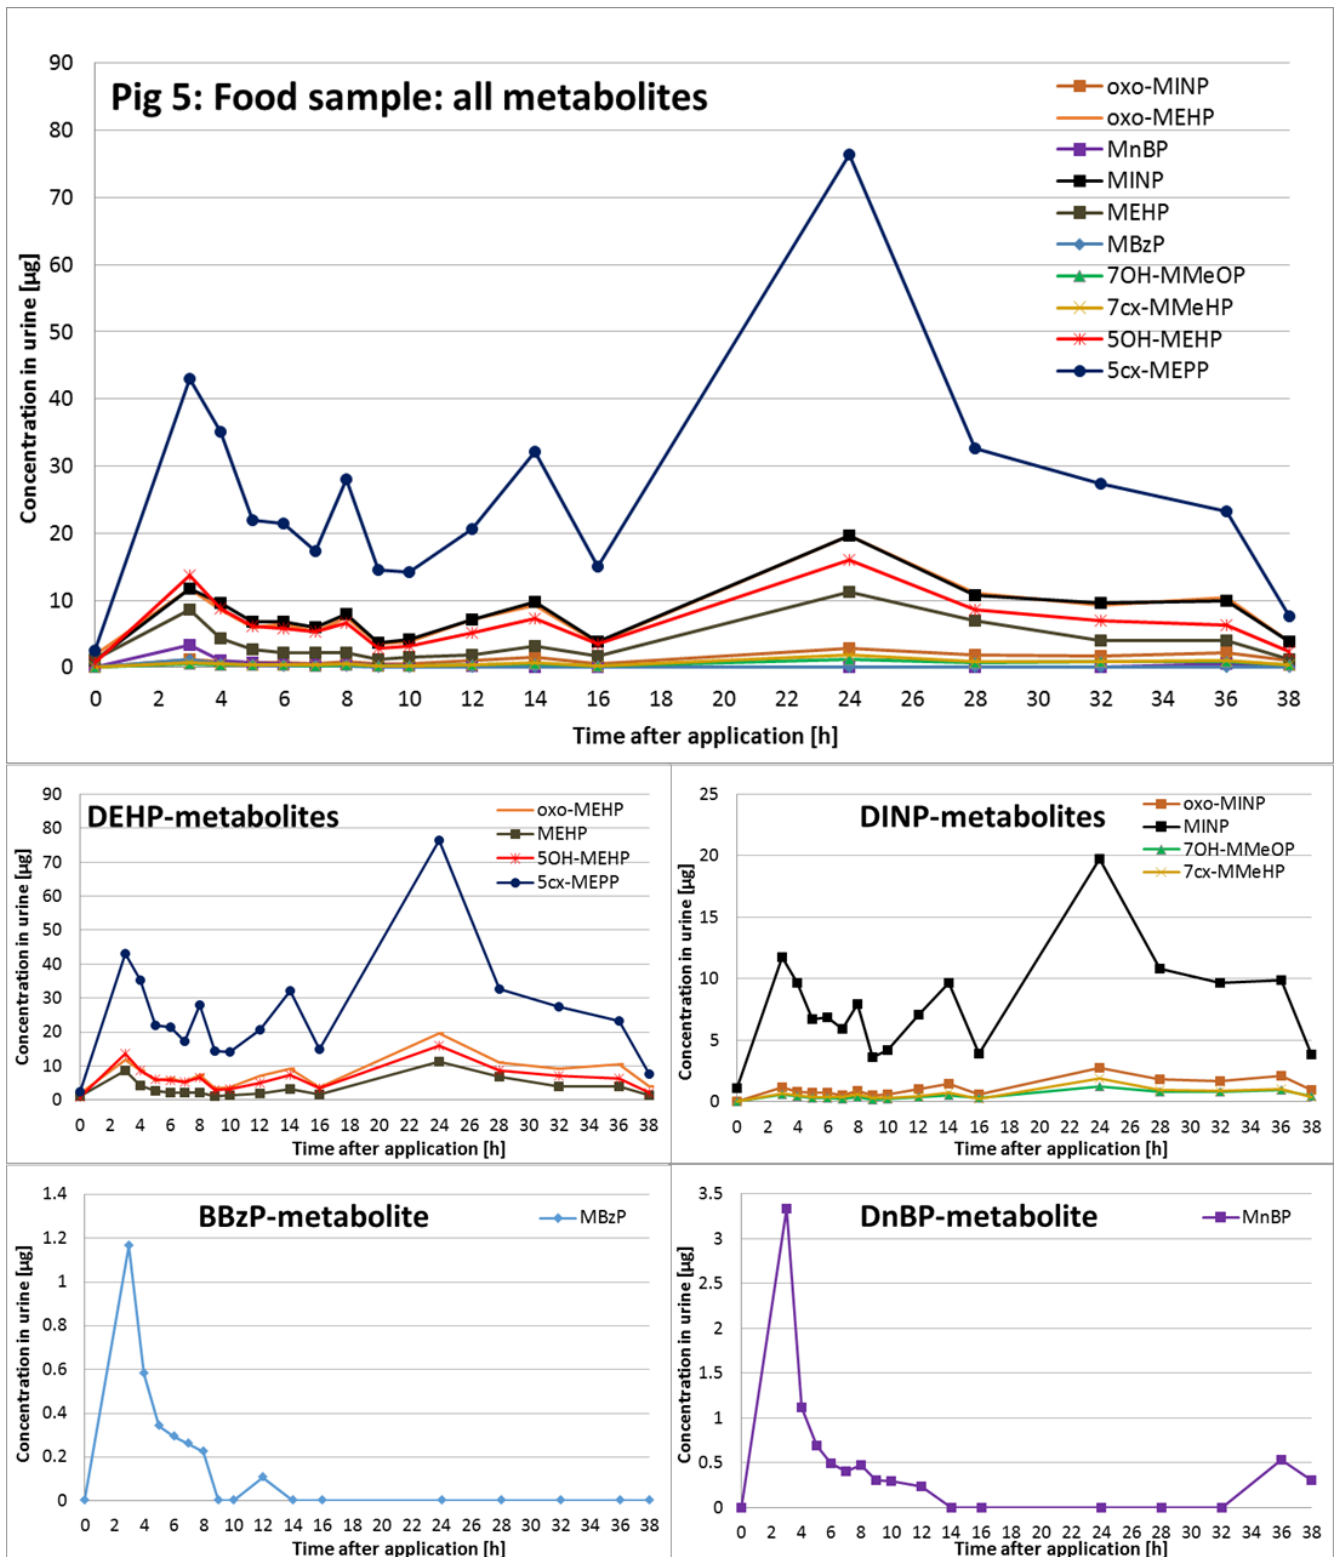 Pig 5: Food sample: all metabolites
Concentration in urine [µg]
90
80
70
60
50
40
30
20
10
0
oxo-MINP
oxo-MEHP
MnBP
MINP
MEHP
MBzP
7OH-MMeOP
7cx-MMeHP
5OH-MEHP
5cx-MEPP
0 2 4 6 8 10 12 14 16 18 20 22 24 26 28 30 32 34 36 38
Time after application [h]
DEHP-metabolites
Concentration in urine [µg]
90
80
70
60
50
40
30
20
10
0
oxo-MEHP
MEHP
5OH-MEHP
5cx-MEPP
0 2 4 6 8 10 12 14 16 18 20 22 24 26 28 30 32 34 36 38
Time after application [h]
DINP-metabolites
Concentration in urine [µg]
25
20
15
10
5
0
oxo-MINP
MINP
7OH-MMeOP
7cx-MMeHP
0 2 4 6 8 10 12 14 16 18 20 22 24 26 28 30 32 34 36 38
Time after application [h]
BBzP-metabolite
Concentration in urine [µg]
1.4
1.2
1
0.8
0.6
0.4
0.2
0
MBzP
0 2 4 6 8 10 12 14 16 18 20 22 24 26 28 30 32 34 36 38
Time after application [h]
DnBP-metabolite
Concentration in urine [µg]
3.5
3
2.5
2
1.5
1
0.5
0
MnBP
0 2 4 6 8 10 12 14 16 18 20 22 24 26 28 30 32 34 36 38
Time after application [h]